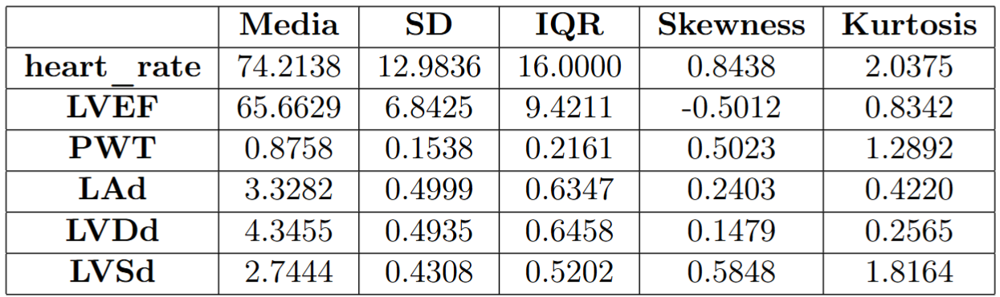 Media SD IQR Skewness Kurtosis
heart_rate 74.2138 12.9836 16.0000 0.8438 2.0375
LVEF 65.6629 6.8425 9.4211 -0.5012 0.8342
PWT 0.8758 0.1538 0.2161 0.5023 1.2892
LAd 3.3282 0.4999 0.6347 0.2403 0.4220
LVDd 4.3455 0.4935 0.6458 0.1479 0.2565
LVSd 2.7444 0.4308 0.5202 0.5848 1.8164